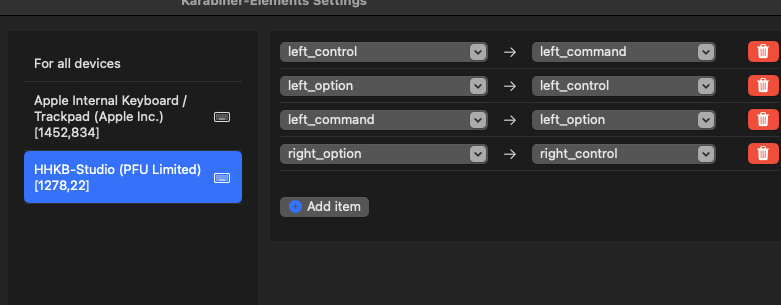 Karabiner-Elements Settings
For all devices
Apple Internal Keyboard /
Trackpad (Apple Inc.)
[1452,834]
HHKB-Studio (PFU Limited)
[1278,22]
left_control → left_command
left_option → left_control
left_command → left_option
right_option → right_control
Add item